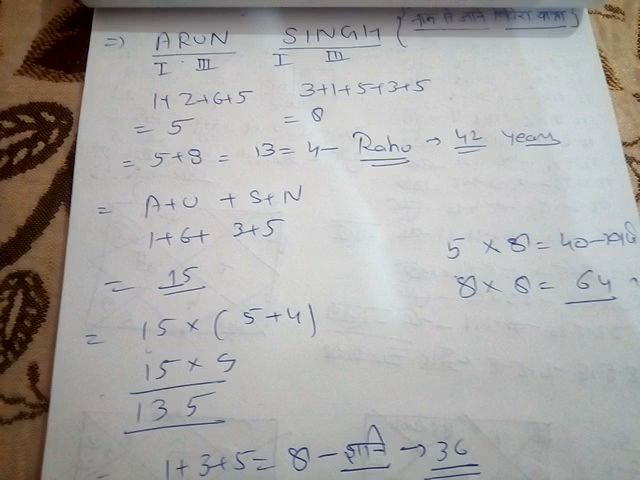 =) ARUN SINGH {
I III I III
1+2+6+5 3+1+5+3+5
= 5 = 8
= 5+8 = 13 = 4 - Rahu → 42 years
= A+U + S+N
1+6+ 3+5
= 15
5 × 8 = 40 -
8 × 8 = 64
= 15 × ( 5+4)
15 × 9
135
= 1+3+5= 8 - शनि → 36